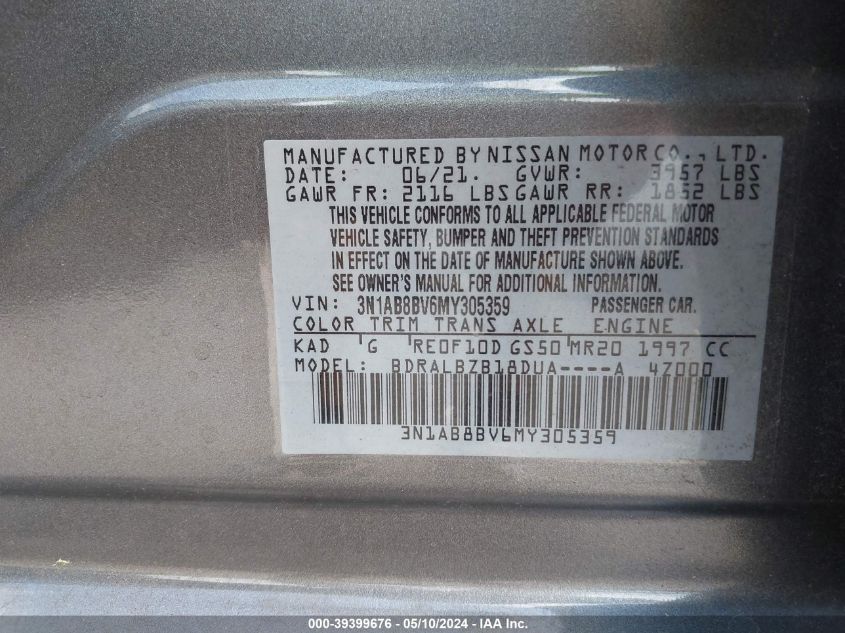 MANUFACTURED BY NISSAN MOTOR CO., LTD.
DATE: 06/21. GVWR: 3957 LBS
GAWR FR: 2116 LBS GAWR RR: 1852 LBS
THIS VEHICLE CONFORMS TO ALL APPLICABLE FEDERAL MOTOR
VEHICLE SAFETY, BUMPER AND THEFT PREVENTION STANDARDS
IN EFFECT ON THE DATE OF MANUFACTURE SHOWN ABOVE.
SEE OWNER'S MANUAL FOR ADDITIONAL INFORMATION.
VIN: 3N1AB8BV6MY305359 PASSENGER CAR.
COLOR TRIM TRANS AXLE ENGINE
KAD G RE0F10D GS50 MR20 1997 CC
MODEL: BDRALBZB18DUA----A 4Z000
3N1AB8BV6MY305359
000-39399676 - 05/10/2024 - IAA Inc.